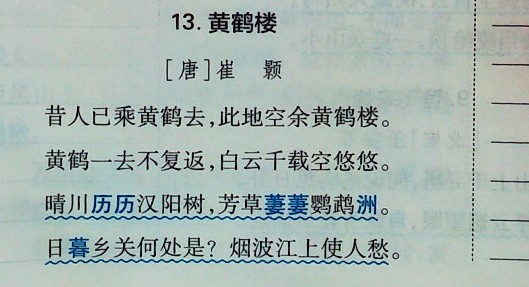 13. 黄鹤楼
[唐]崔 颢
昔人已乘黄鹤去,此地空余黄鹤楼。
黄鹤一去不复返,白云千载空悠悠。
晴川历历汉阳树,芳草萋萋鹦鹉洲。
日暮乡关何处是？烟波江上使人愁。